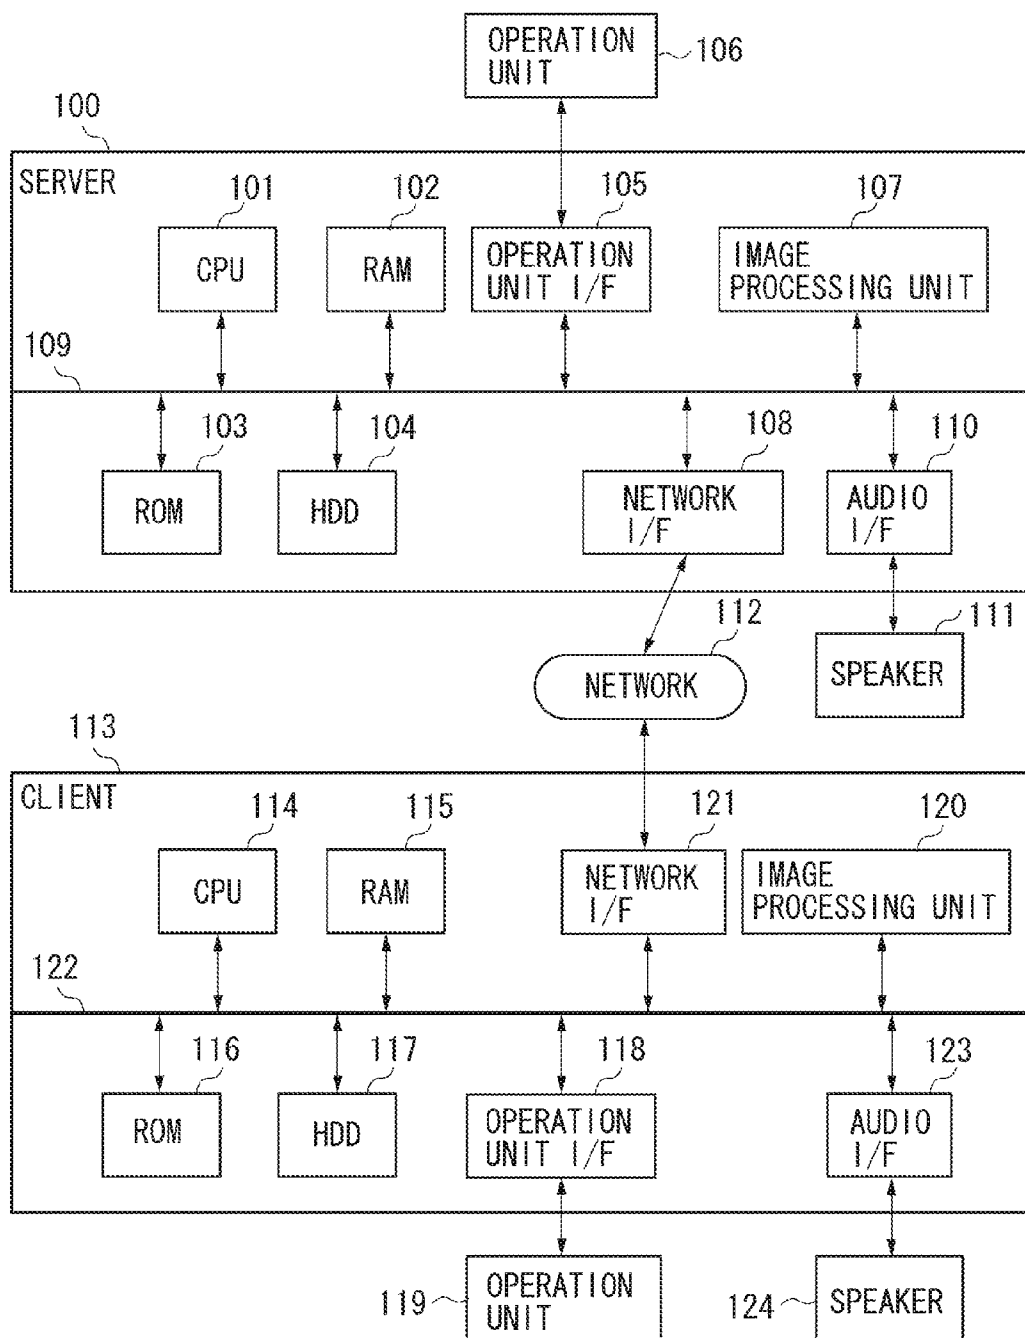 OPERATION
UNIT
106
100
SERVER
101
102
105
107
CPU
RAM
OPERATION
UNIT I/F
IMAGE
PROCESSING UNIT
109
103
104
108
110
ROM
HDD
NETWORK
I/F
AUDIO
I/F
112
111
NETWORK
SPEAKER
113
CLIENT
114
115
121
120
CPU
RAM
NETWORK
I/F
IMAGE
PROCESSING UNIT
122
116
117
118
123
ROM
HDD
OPERATION
UNIT I/F
AUDIO
I/F
119
OPERATION
UNIT
124
SPEAKER